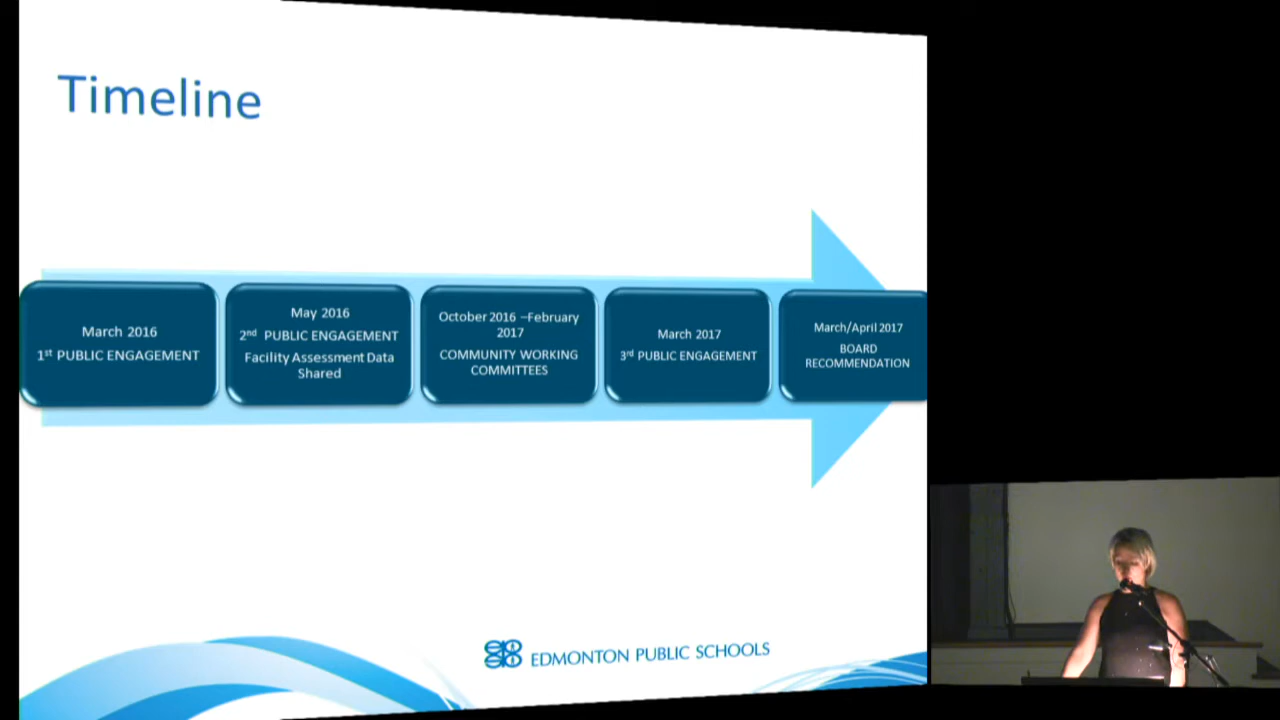 Timeline
March 2016
1st PUBLIC ENGAGEMENT
May 2016
2nd PUBLIC ENGAGEMENT
Facility Assessment Data
Shared
October 2016 –February
2017
COMMUNITY WORKING
COMMITTEES
March 2017
3rd PUBLIC ENGAGEMENT
March/April 2017
BOARD
RECOMMENDATION
EDMONTON PUBLIC SCHOOLS